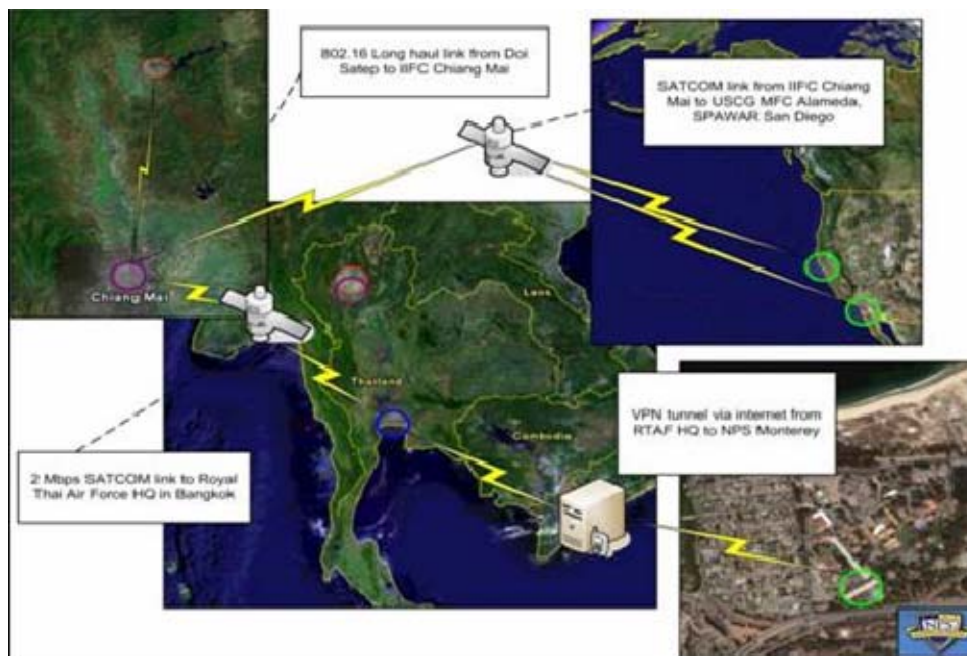 802.16 Long haul link from Doi
Satep to IIFC Chiang Mai
SATCOM link from IIFC Chiang
Mai to USCG MFC Alameda,
SPAWAR San Diego
Chiang Mai
Laos
Thailand
Cambodia
VPN tunnel via internet from
RTAF HQ to NPS Monterey
2 Mbps SATCOM link to Royal
Thai Air Force HQ in Bangkok